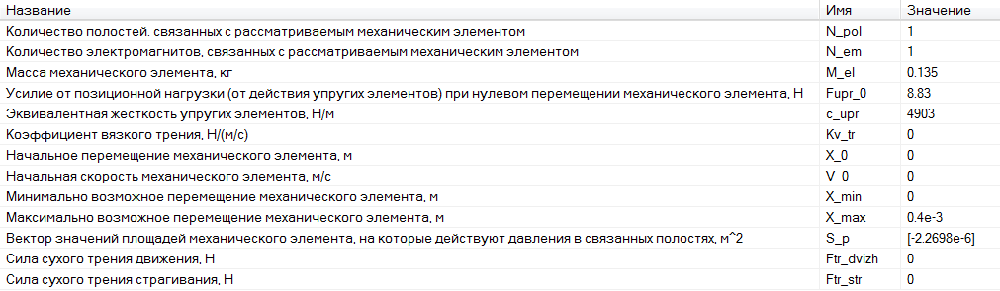 Название Имя Значение
Количество полостей, связанных с рассматриваемым механическим элементом N_pol 1
Количество электромагнитов, связанных с рассматриваемым механическим элементом N_em 1
Масса механического элемента, кг M_el 0.135
Усилие от позиционной нагрузки (от действия упругих элементов) при нулевом перемещении механического элемента, Н Fupr_0 8.83
Эквивалентная жесткость упругих элементов, Н/м c_upr 4903
Коэффициент вязкого трения, Н/(м/с) Kv_tr 0
Начальное перемещение механического элемента, м X_0 0
Начальная скорость механического элемента, м/с V_0 0
Минимально возможное перемещение механического элемента, м X_min 0
Максимально возможное перемещение механического элемента, м X_max 0.4e-3
Вектор значений площадей механического элемента, на которые действуют давления в связанных полостях, м^2 S_p [-2.2698e-6]
Сила сухого трения движения, Н Ftr_dvizh 0
Сила сухого трения страгивания, Н Ftr_str 0